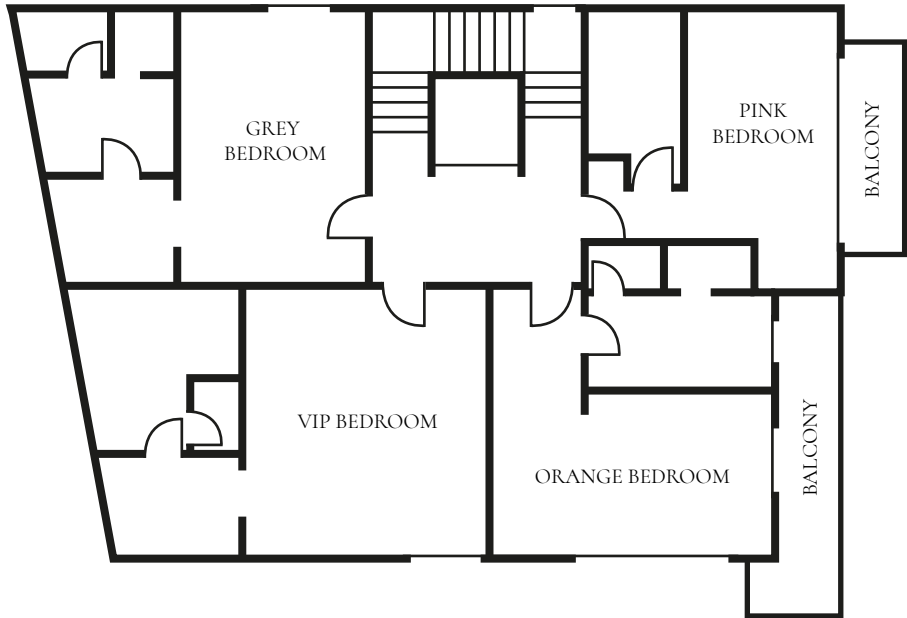 GREY
BEDROOM
PINK
BEDROOM
BALCONY
VIP BEDROOM
ORANGE BEDROOM
BALCONY